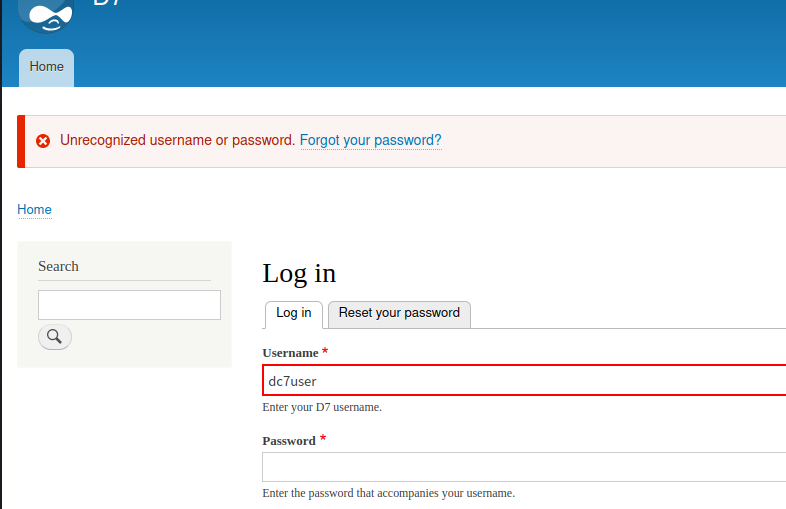 D7
Home
Unrecognized username or password. Forgot your password?
Home
Search
Log in
Log in
Reset your password
Username *
dc7user
Enter your D7 username.
Password *
Enter the password that accompanies your username.